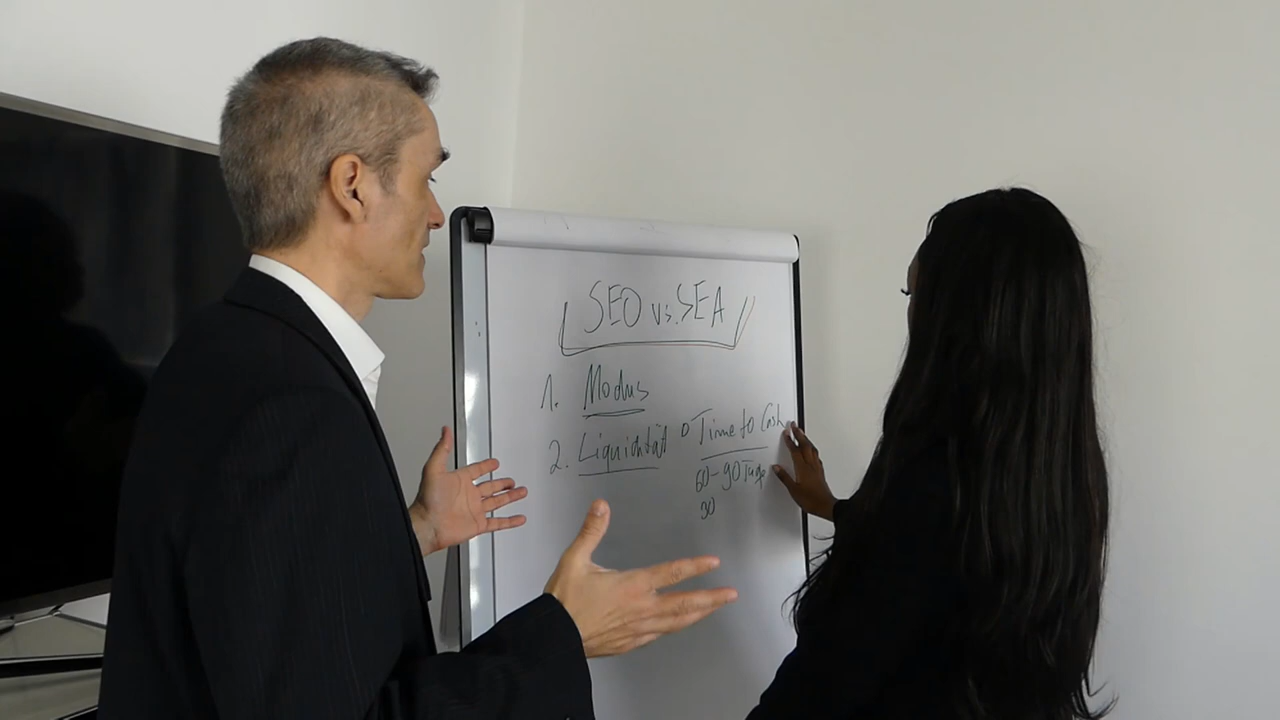 SEO vs. SEA
1. Modus
2. Liquidität
o Time to Cash
60-90 Tage
30